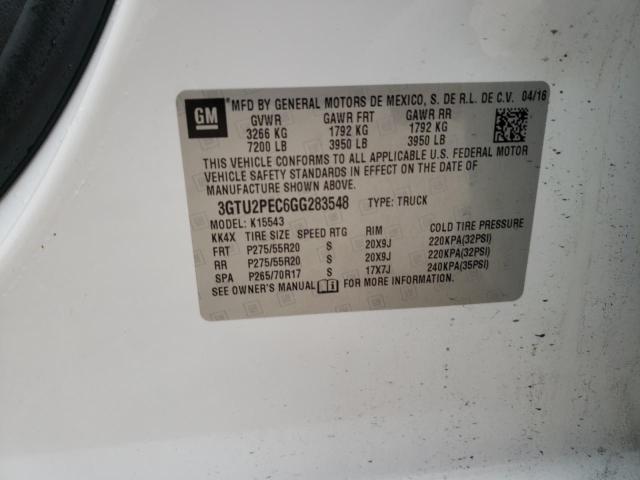 GM MFD BY GENERAL MOTORS DE MEXICO, S. DE R.L. DE C.V. 04/16
GVWR GAWR FRT GAWR RR
3266 KG 1792 KG 1792 KG
7200 LB 3950 LB 3950 LB
THIS VEHICLE CONFORMS TO ALL APPLICABLE U.S. FEDERAL MOTOR
VEHICLE SAFETY STANDARDS IN EFFECT ON THE DATE OF
MANUFACTURE SHOWN ABOVE.
3GTU2PEC6GG283548 TYPE: TRUCK
MODEL: K15543
KK4X TIRE SIZE SPEED RTG RIM COLD TIRE PRESSURE
FRT P275/55R20 S 20X9J 220KPA(32PSI)
RR P275/55R20 S 20X9J 220KPA(32PSI)
SPA P265/70R17 S 17X7J 240KPA(35PSI)
SEE OWNER'S MANUAL FOR MORE INFORMATION.